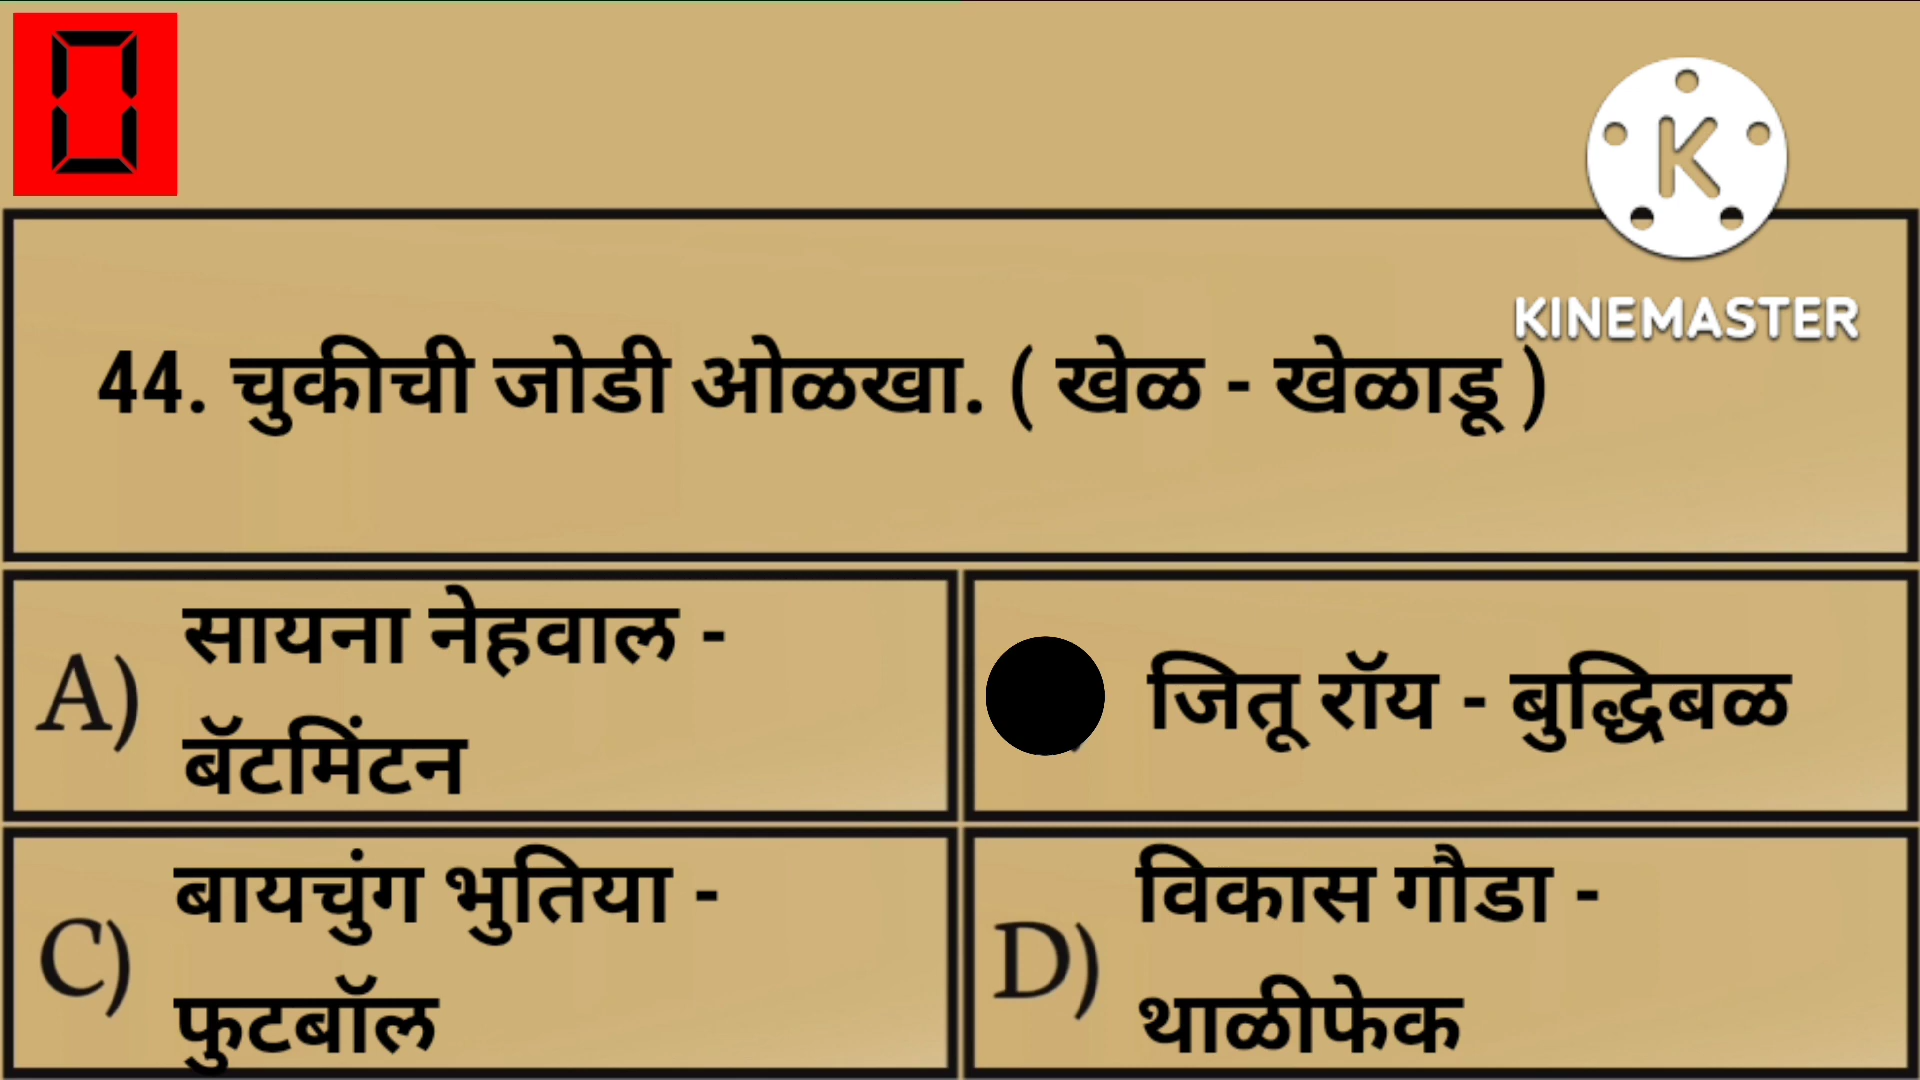 0
KINEMASTER
44. चुकीची जोडी ओळखा. ( खेळ - खेळाडू )
A) सायना नेहवाल -
बॅटमिंटन
जितू रॉय - बुद्धिबळ
C) बायचुंग भुतिया -
फुटबॉल
D) विकास गौडा -
थाळीफेक